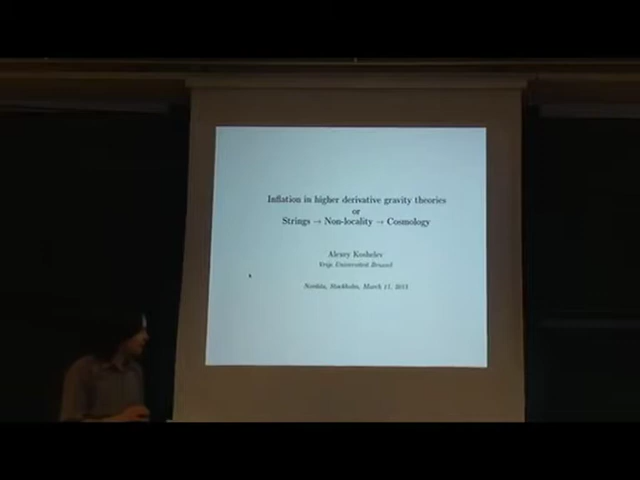 Inflation in higher derivative gravity theories
or
Strings → Non-locality → Cosmology
Alexey Koshelev
Vrije Universiteit Brussel
Nordita, Stockholm, March 11, 2013